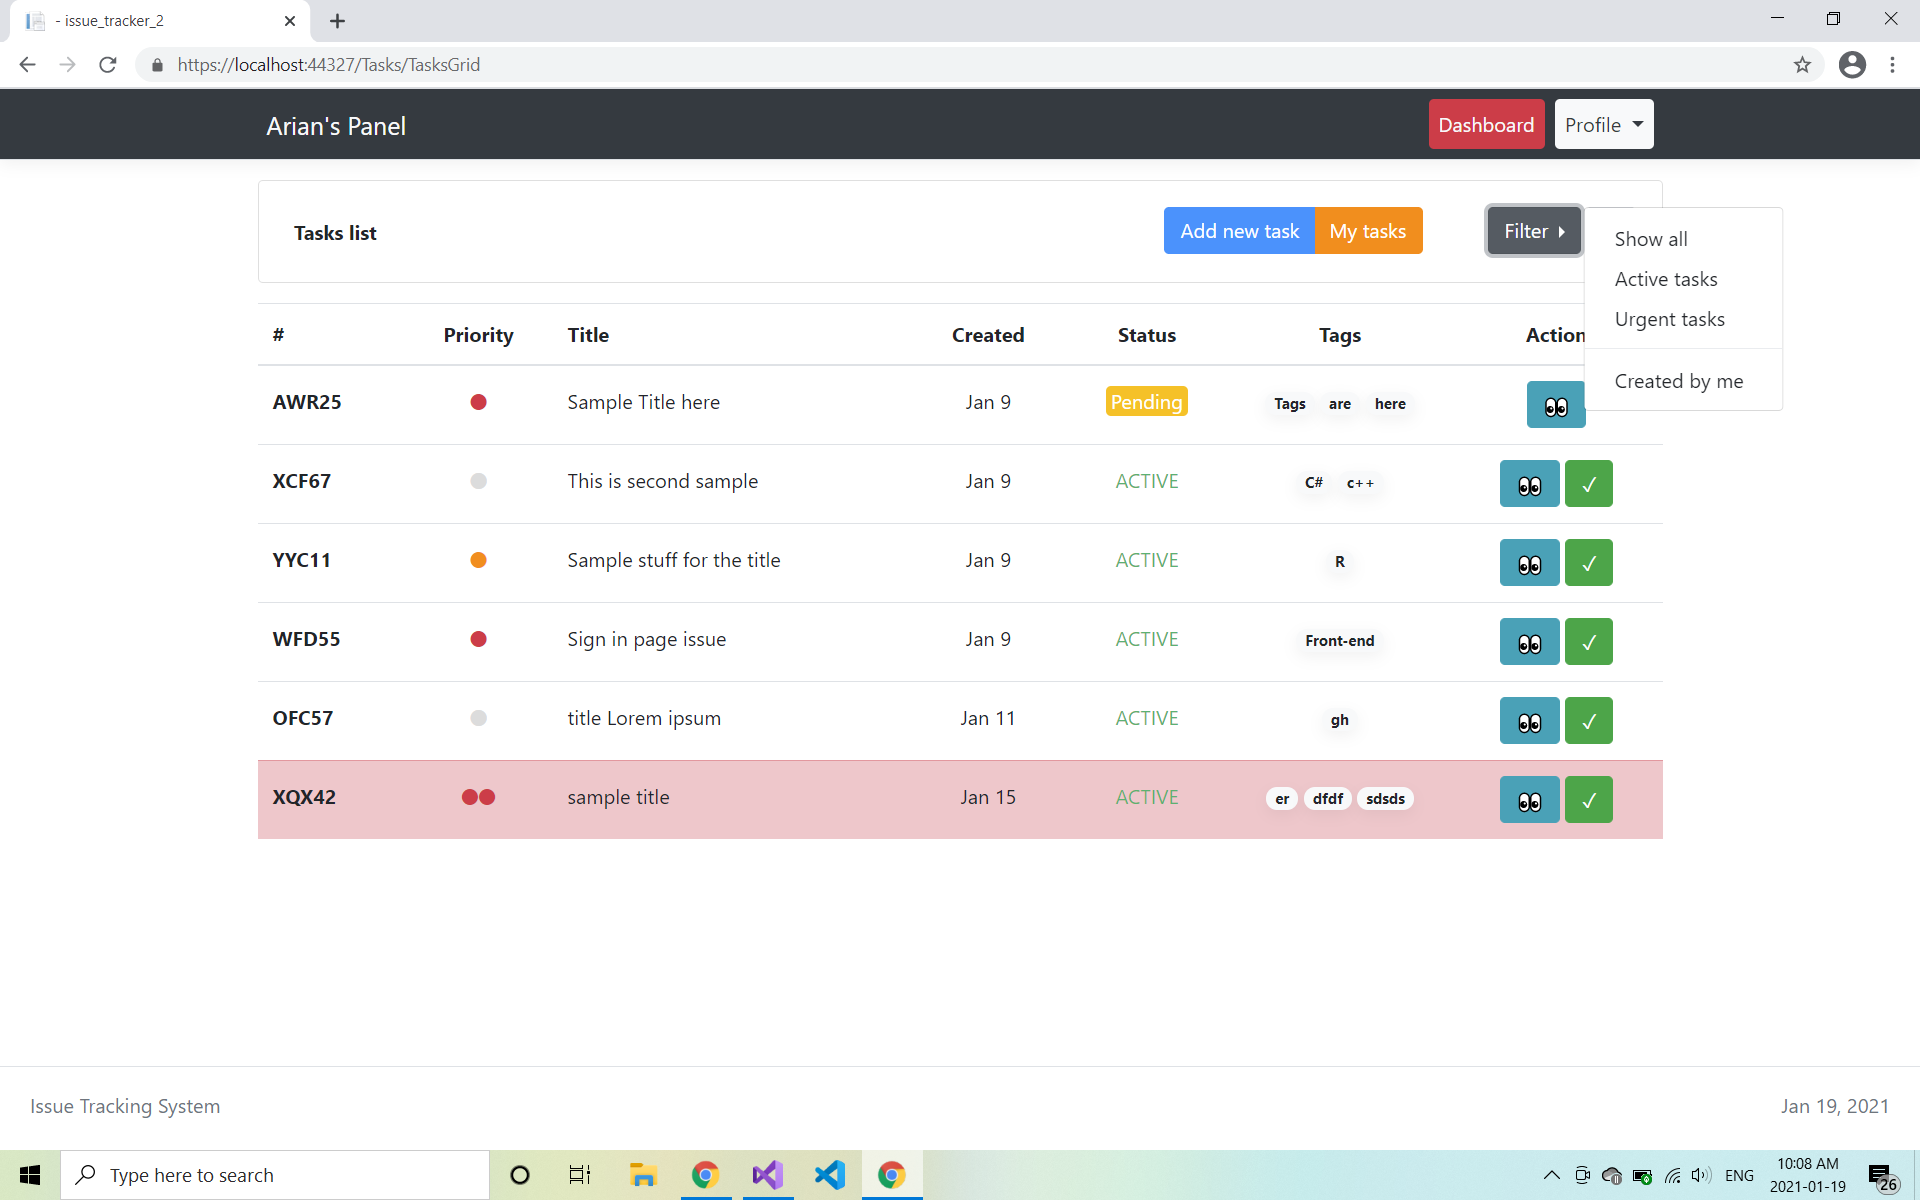 - issue_tracker_2
https://localhost:44327/Tasks/TasksGrid
Arian's Panel
Dashboard
Profile
Tasks list
Add new task
My tasks
Filter
Show all
Active tasks
Urgent tasks
Created by me
# Priority Title Created Status Tags Action
AWR25 Sample Title here Jan 9 Pending Tags are here
XCF67 This is second sample Jan 9 ACTIVE C# c++
YYC11 Sample stuff for the title Jan 9 ACTIVE R
WFD55 Sign in page issue Jan 9 ACTIVE Front-end
OFC57 title Lorem ipsum Jan 11 ACTIVE gh
XQX42 sample title Jan 15 ACTIVE er dfdf sdsds
Issue Tracking System
Jan 19, 2021
Type here to search
ENG
10:08 AM
2021-01-19
26